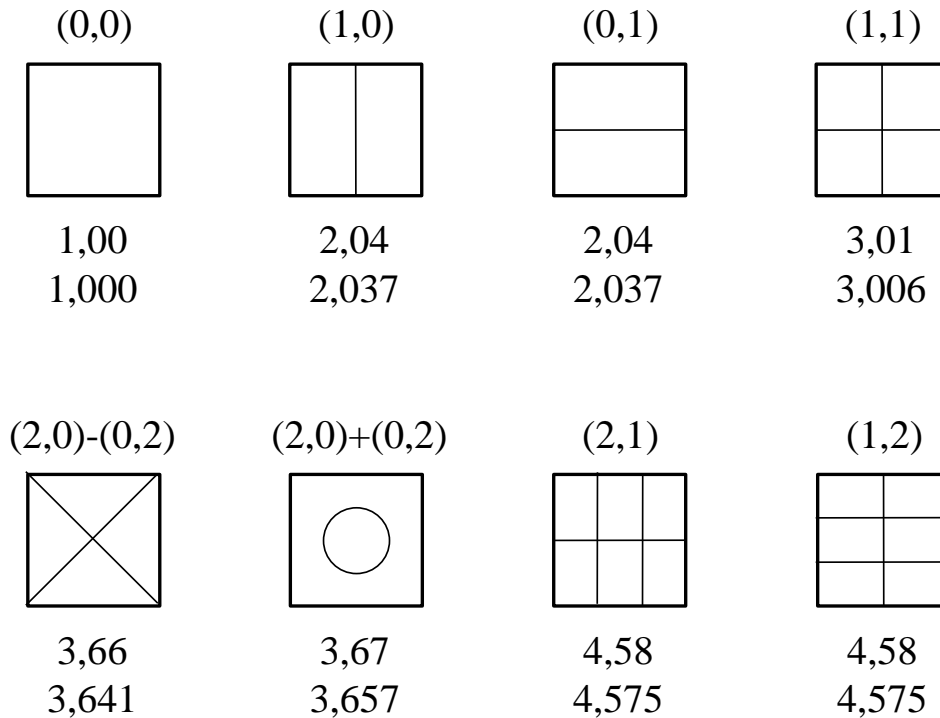 (0,0) (1,0) (0,1) (1,1)
1,00 2,04 2,04 3,01
1,000 2,037 2,037 3,006
(2,0)-(0,2) (2,0)+(0,2) (2,1) (1,2)
3,66 3,67 4,58 4,58
3,641 3,657 4,575 4,575